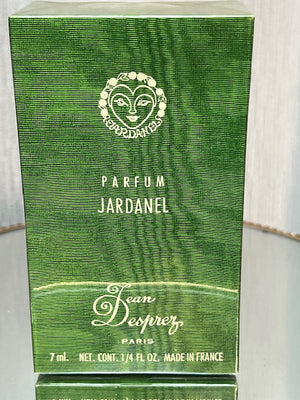 JARDANEL
PARFUM
JARDANEL
Jean
Desprez
PARIS
7 ml. NET. CONT. 1/4 FL OZ. MADE IN FRANCE